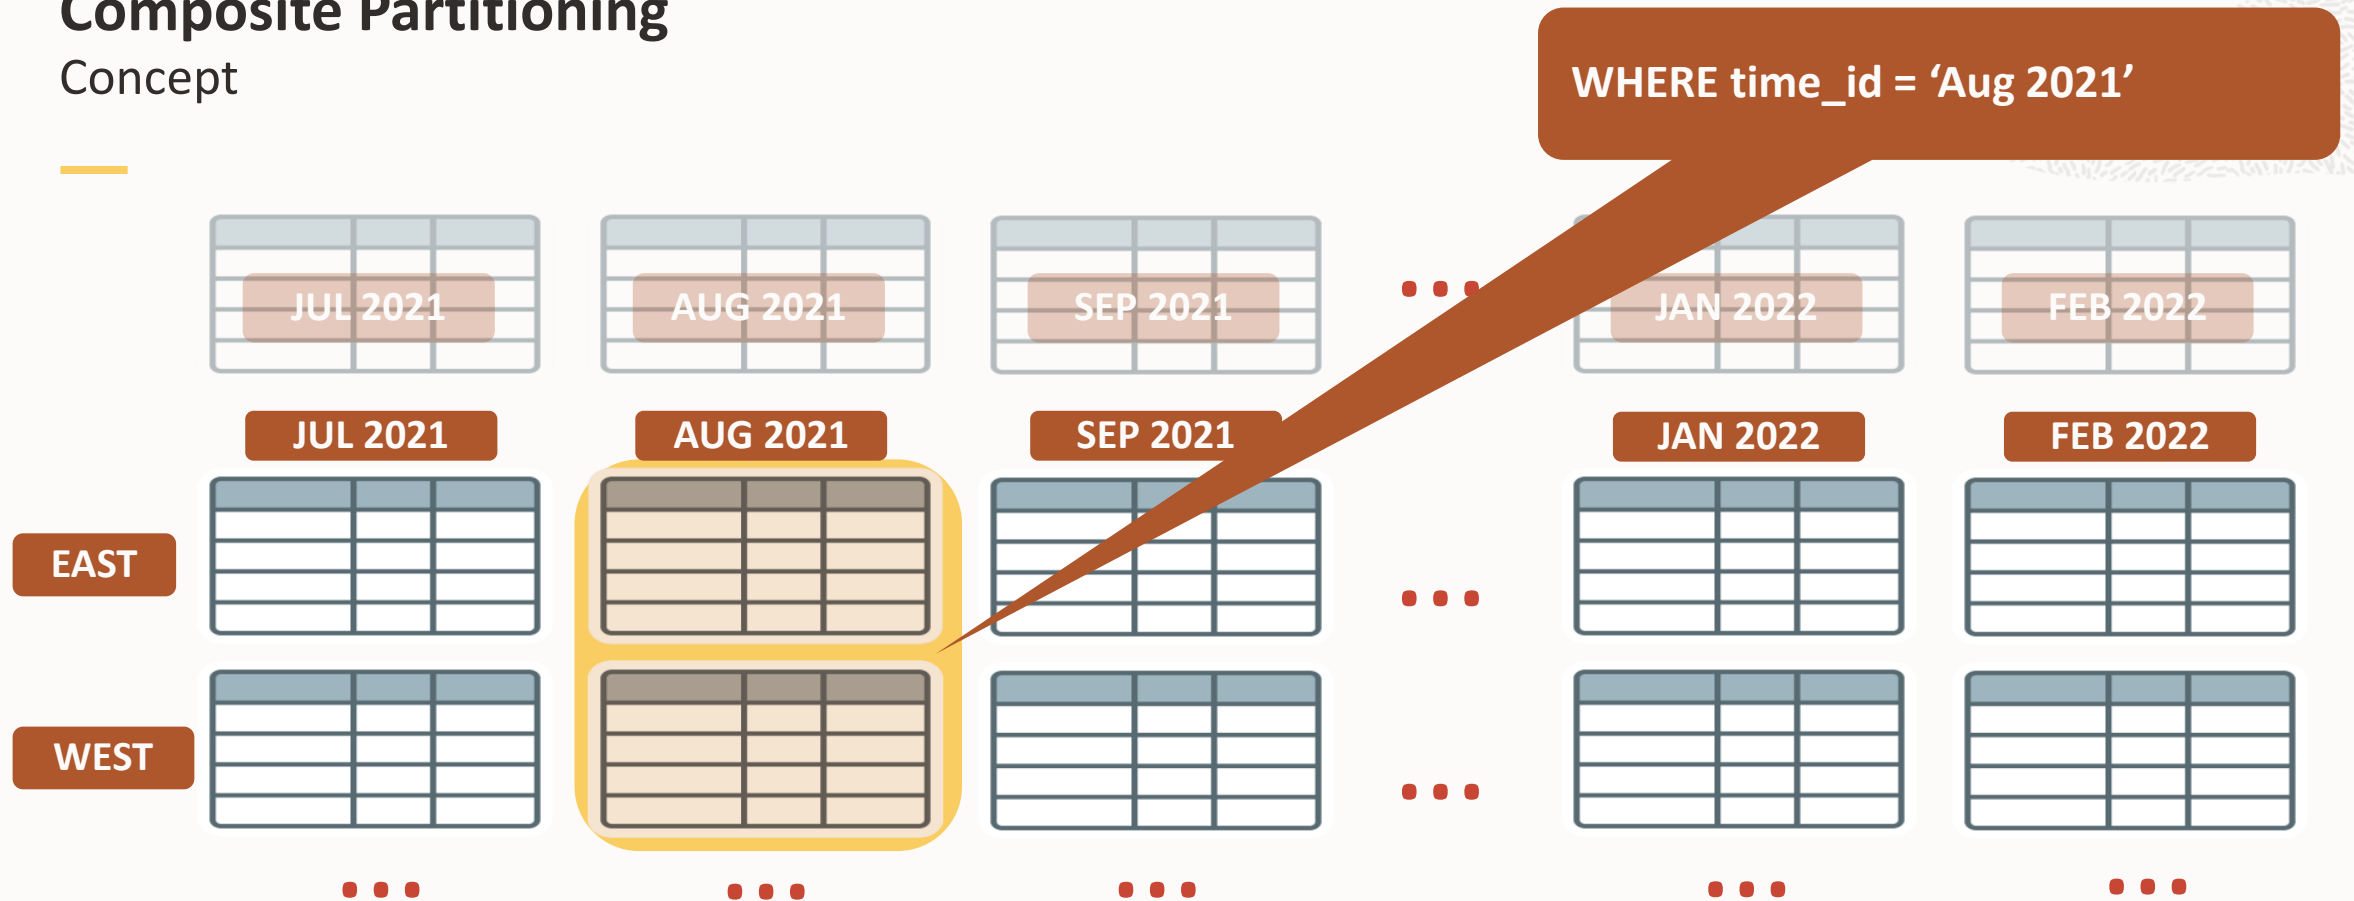 Composite Partitioning
Concept
WHERE time_id = ‘Aug 2021’
JUL 2021
AUG 2021
SEP 2021
JAN 2022
FEB 2022
JUL 2021
AUG 2021
SEP 2021
JAN 2022
FEB 2022
EAST
WEST